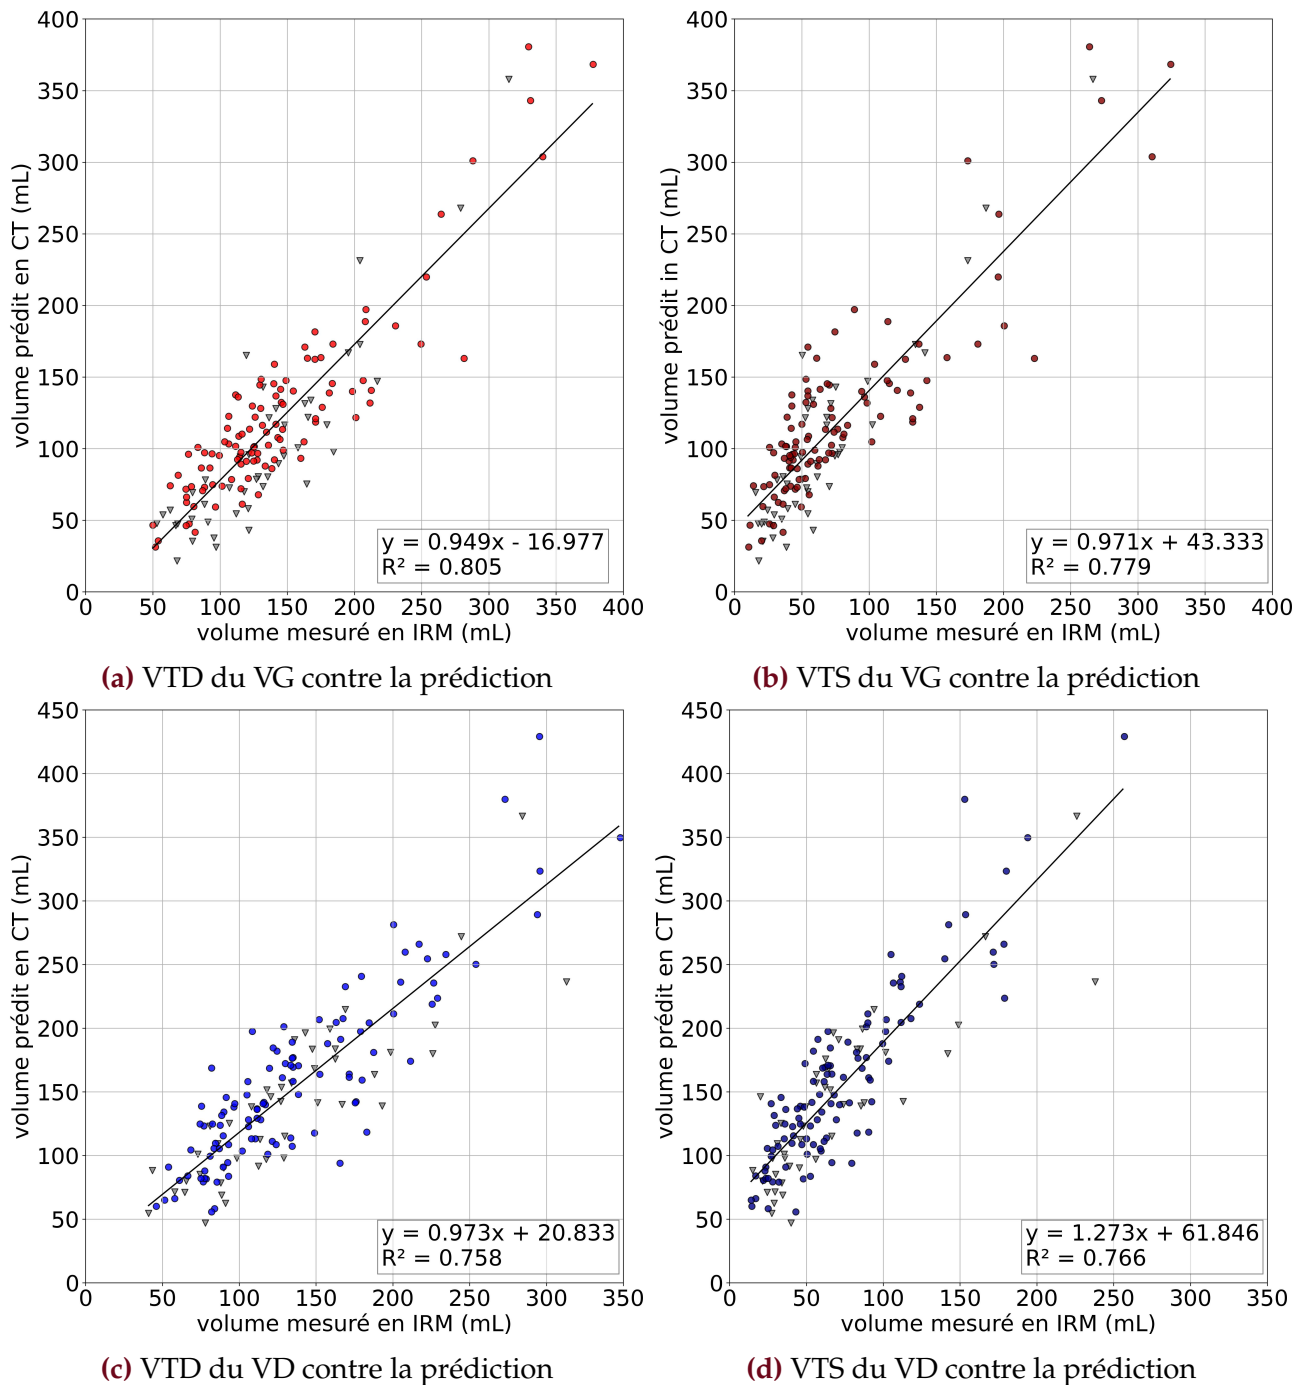 400
350
300
250
200
150
100
50
0
0 50 100 150 200 250 300 350 400
volume prédit en CT (mL)
volume mesuré en IRM (mL)
y = 0.949x - 16.977
R² = 0.805
(a) VTD du VG contre la prédiction
400
350
300
250
200
150
100
50
0
0 50 100 150 200 250 300 350 400
volume prédit in CT (mL)
volume mesuré en IRM (mL)
y = 0.971x + 43.333
R² = 0.779
(b) VTS du VG contre la prédiction
450
400
350
300
250
200
150
100
50
0
0 50 100 150 200 250 300 350
volume prédit en CT (mL)
volume mesuré en IRM (mL)
y = 0.973x + 20.833
R² = 0.758
(c) VTD du VD contre la prédiction
450
400
350
300
250
200
150
100
50
0
0 50 100 150 200 250 300 350
volume prédit en CT (mL)
volume mesuré en IRM (mL)
y = 1.273x + 61.846
R² = 0.766
(d) VTS du VD contre la prédiction